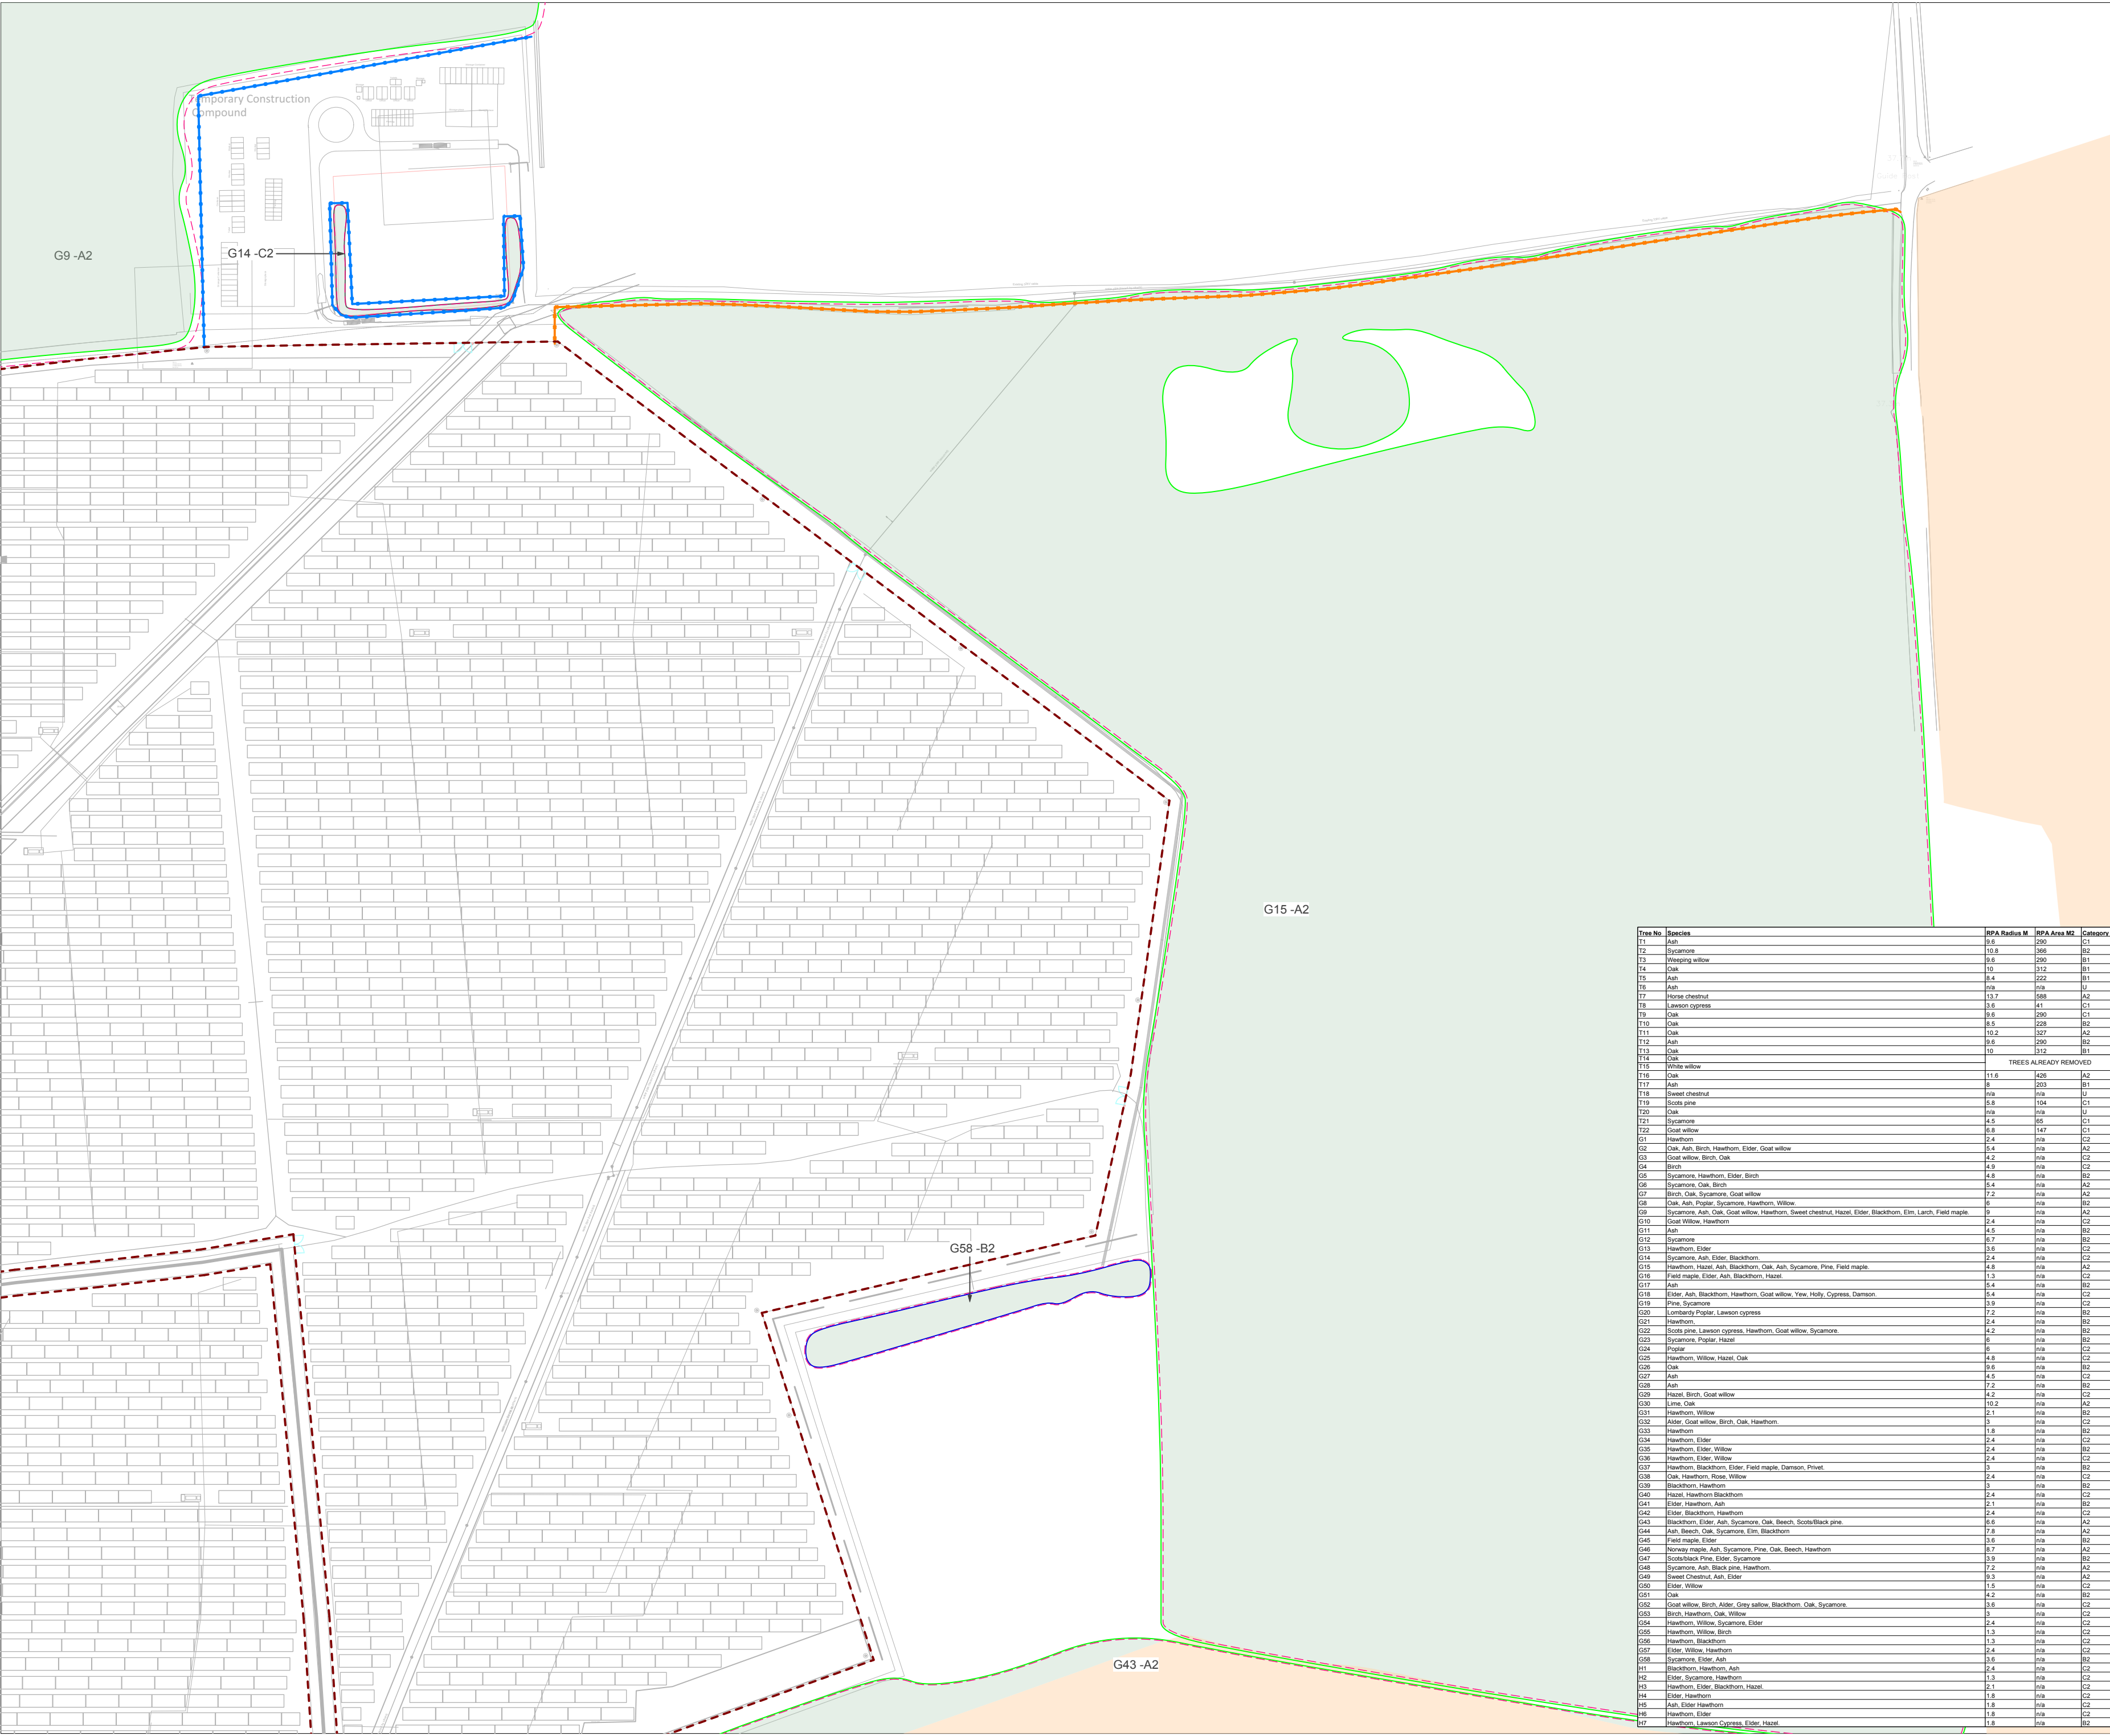 Temporary Construction
Compound
G9 -A2
G14 -C2
G15 -A2
G58 -B2
G43 -A2
Tree No Species RPA Radius M RPA Area M2 Category
T1 Ash 9.6 290 C1
T2 Sycamore 10.8 366 B2
T3 Weeping willow 9.6 290 B1
T4 Oak 10 312 B1
T5 Ash 8.4 222 B1
T6 Ash n/a n/a U
T7 Horse chestnut 13.7 588 A2
T8 Lawson cypress 3.6 41 C1
T9 Oak 9.6 290 C1
T10 Oak 8.5 228 B2
T11 Oak 10.2 327 A2
T12 Ash 9.6 290 B2
T13 Oak 10 312 B1
T14 Oak TREES ALREADY REMOVED
T15 White willow
T16 Oak 11.6 426 A2
T17 Ash 8 203 B1
T18 Sweet chestnut n/a n/a U
T19 Scots pine 5.8 104 C1
T20 Oak n/a n/a U
T21 Sycamore 4.5 65 C1
T22 Goat willow 6.8 147 C1
G1 Hawthorn 2.4 n/a C2
G2 Oak, Ash, Birch, Hawthorn, Elder, Goat willow 5.4 n/a A2
G3 Goat willow, Birch, Oak 4.2 n/a C2
G4 Birch 4.9 n/a C2
G5 Sycamore, Hawthorn, Elder, Birch 4.8 n/a B2
G6 Sycamore, Oak, Birch 5.4 n/a A2
G7 Birch, Oak, Sycamore, Goat willow 7.2 n/a A2
G8 Oak, Ash, Poplar, Sycamore, Hawthorn, Willow. 6 n/a B2
G9 Sycamore, Ash, Oak, Goat willow, Hawthorn, Sweet chestnut, Hazel, Elder, Blackthorn, Elm, Larch, Field maple. 9 n/a A2
G10 Goat Willow, Hawthorn 2.4 n/a C2
G11 Ash 4.5 n/a B2
G12 Sycamore 6.7 n/a B2
G13 Hawthorn, Elder 3.6 n/a C2
G14 Sycamore, Ash, Elder, Blackthorn. 2.4 n/a C2
G15 Hawthorn, Hazel, Ash, Blackthorn, Oak, Ash, Sycamore, Pine, Field maple. 4.8 n/a A2
G16 Field maple, Elder, Ash, Blackthorn, Hazel. 1.3 n/a C2
G17 Ash 5.4 n/a B2
G18 Elder, Ash, Blackthorn, Hawthorn, Goat willow, Yew, Holly, Cypress, Damson. 5.4 n/a C2
G19 Pine, Sycamore 3.9 n/a C2
G20 Lombardy Poplar, Lawson cypress 7.2 n/a B2
G21 Hawthorn, 2.4 n/a B2
G22 Scots pine, Lawson cypress, Hawthorn, Goat willow, Sycamore. 4.2 n/a B2
G23 Sycamore, Poplar, Hazel 6 n/a B2
G24 Poplar 6 n/a C2
G25 Hawthorn, Willow, Hazel, Oak 4.8 n/a C2
G26 Oak 9.6 n/a B2
G27 Ash 4.5 n/a C2
G28 Ash 7.2 n/a B2
G29 Hazel, Birch, Goat willow 4.2 n/a C2
G30 Lime, Oak 10.2 n/a A2
G31 Hawthorn, Willow 2.1 n/a B2
G32 Alder, Goat willow, Birch, Oak, Hawthorn. 3 n/a C2
G33 Hawthorn 1.8 n/a B2
G34 Hawthorn, Elder 2.4 n/a C2
G35 Hawthorn, Elder, Willow 2.4 n/a B2
G36 Hawthorn, Elder, Willow 2.4 n/a C2
G37 Hawthorn, Blackthorn, Elder, Field maple, Damson, Privet. 3 n/a B2
G38 Oak, Hawthorn, Rose, Willow 2.4 n/a C2
G39 Blackthorn, Hawthorn 3 n/a B2
G40 Hazel, Hawthorn Blackthorn 2.4 n/a C2
G41 Elder, Hawthorn, Ash 2.1 n/a B2
G42 Elder, Blackthorn, Hawthorn 2.4 n/a C2
G43 Blackthorn, Elder, Ash, Sycamore, Oak, Beech, Scots/Black pine. 6.6 n/a A2
G44 Ash, Beech, Oak, Sycamore, Elm, Blackthorn 7.8 n/a A2
G45 Field maple, Elder 3.6 n/a B2
G46 Norway maple, Ash, Sycamore, Pine, Oak, Beech, Hawthorn 8.7 n/a A2
G47 Scots/black Pine, Elder, Sycamore 3.9 n/a B2
G48 Sycamore, Ash, Black pine, Hawthorn. 7.2 n/a A2
G49 Sweet Chestnut, Ash, Elder 9.3 n/a A2
G50 Elder, Willow 1.5 n/a C2
G51 Oak 4.2 n/a B2
G52 Goat willow, Birch, Alder, Grey sallow, Blackthorn. Oak, Sycamore. 3.6 n/a C2
G53 Birch, Hawthorn, Oak, Willow 3 n/a C2
G54 Hawthorn, Willow, Sycamore, Elder 2.4 n/a C2
G55 Hawthorn, Willow, Birch 1.3 n/a C2
G56 Hawthorn, Blackthorn 1.3 n/a C2
G57 Elder, Willow, Hawthorn 2.4 n/a C2
G58 Sycamore, Elder, Ash 3.6 n/a B2
H1 Blackthorn, Hawthorn, Ash 2.4 n/a C2
H2 Elder, Sycamore, Hawthorn 1.3 n/a C2
H3 Hawthorn, Elder, Blackthorn, Hazel. 2.1 n/a C2
H4 Elder, Hawthorn 1.8 n/a C2
H5 Ash, Elder Hawthorn 1.8 n/a C2
H6 Hawthorn, Elder 1.8 n/a C2
H7 Hawthorn, Lawson Cypress, Elder, Hazel. 1.8 n/a B2